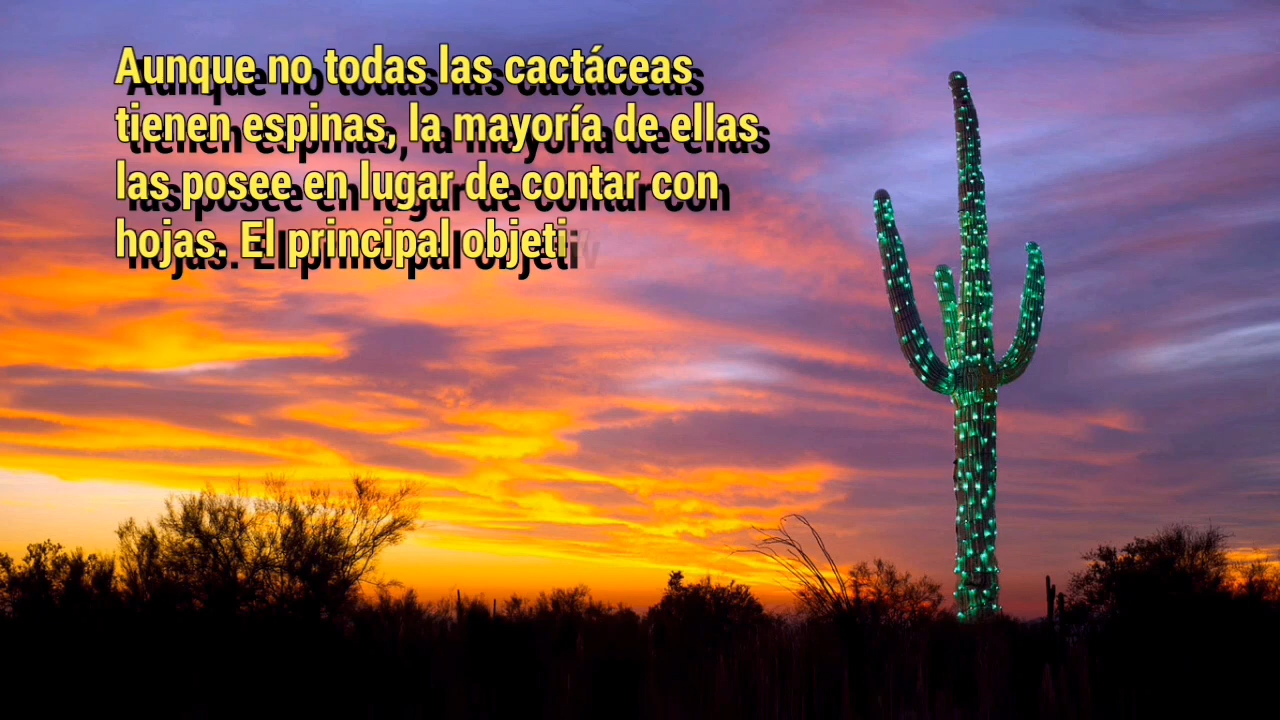 Aunque no todas las cactáceas
tienen espinas, la mayoría de ellas
las posee en lugar de contar con
hojas. El principal objeti